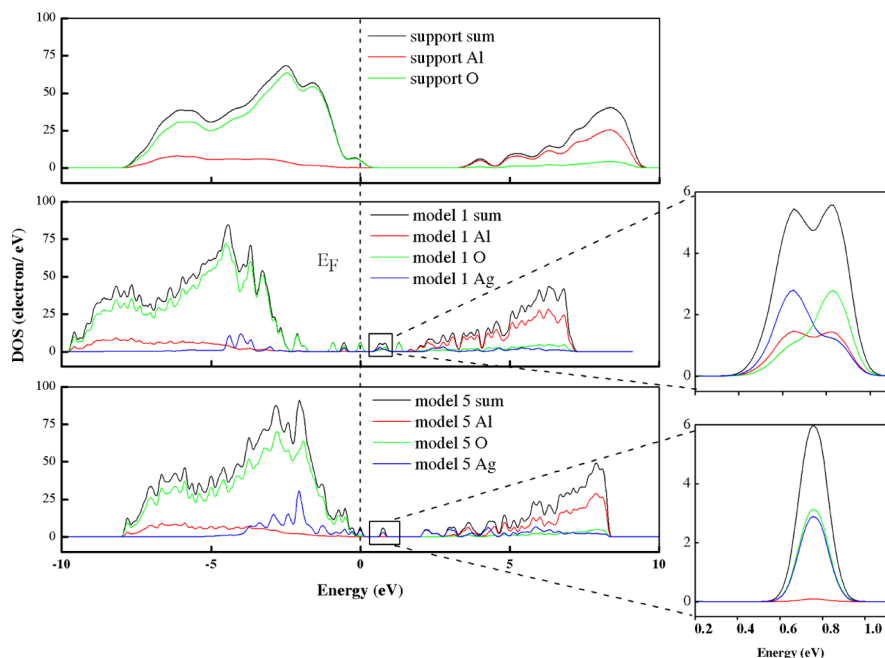 100
75
50
25
0
support sum
support Al
support O
100
75
50
25
0
model 1 sum
model 1 Al
model 1 O
model 1 Ag
E_F
DOS (electron/ eV)
100
75
50
25
0
model 5 sum
model 5 Al
model 5 O
model 5 Ag
-10
-5
0
5
10
Energy (eV)
6
4
2
0
6
4
2
0
0.2
0.4
0.6
0.8
1.0
Energy (eV)